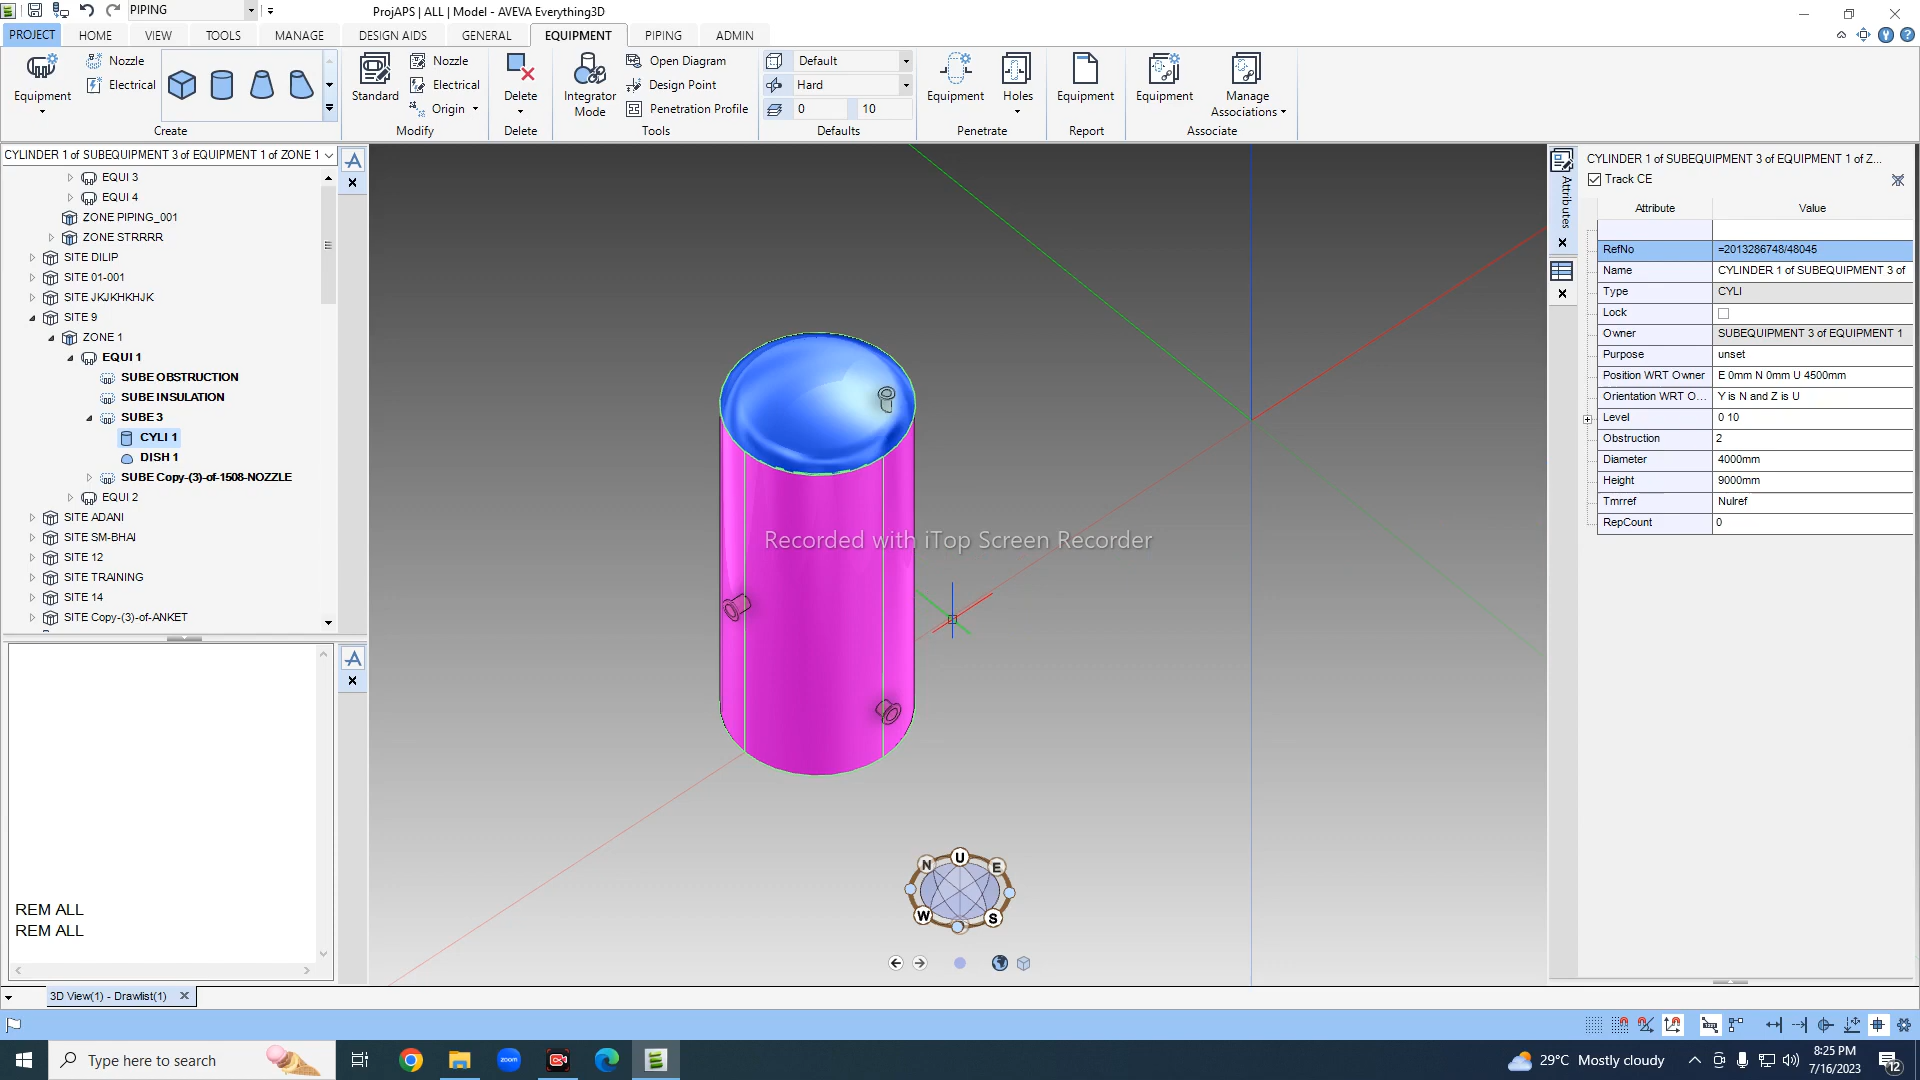 PIPING
ProjAPS | ALL | Model - AVEVA Everything3D
PROJECT
HOME
VIEW
TOOLS
MANAGE
DESIGN AIDS
GENERAL
EQUIPMENT
PIPING
ADMIN
Equipment
Nozzle
Electrical
Create
Standard
Nozzle
Electrical
Origin
Modify
Delete
Delete
Integrator
Mode
Open Diagram
Design Point
Penetration Profile
Tools
Default
Hard
0
10
Defaults
Equipment
Holes
Penetrate
Equipment
Report
Equipment
Manage
Associations
Associate
CYLINDER 1 of SUBEQUIPMENT 3 of EQUIPMENT 1 of ZONE 1
EQUI 3
EQUI 4
ZONE PIPING_001
ZONE STRRRR
SITE DILIP
SITE 01-001
SITE JKJKHKHJK
SITE 9
ZONE 1
EQUI 1
SUBE OBSTRUCTION
SUBE INSULATION
SUBE 3
CYLI 1
DISH 1
SUBE Copy-(3)-of-1508-NOZZLE
EQUI 2
SITE ADANI
SITE SM-BHAI
SITE 12
SITE TRAINING
SITE 14
SITE Copy-(3)-of-ANKET
REM ALL
REM ALL
Recorded with iTop Screen Recorder
N
U
E
W
S
Attributes
CYLINDER 1 of SUBEQUIPMENT 3 of EQUIPMENT 1 of Z...
Track CE
Attribute Value
RefNo =2013286748/48045
Name CYLINDER 1 of SUBEQUIPMENT 3 of
Type CYLI
Lock
Owner SUBEQUIPMENT 3 of EQUIPMENT 1
Purpose unset
Position WRT Owner E 0mm N 0mm U 4500mm
Orientation WRT O... Y is N and Z is U
Level 0 10
Obstruction 2
Diameter 4000mm
Height 9000mm
Tmrref Nulref
RepCount 0
3D View(1) - Drawlist(1)
Type here to search
zoom
29°C Mostly cloudy
8:25 PM
7/16/2023
12